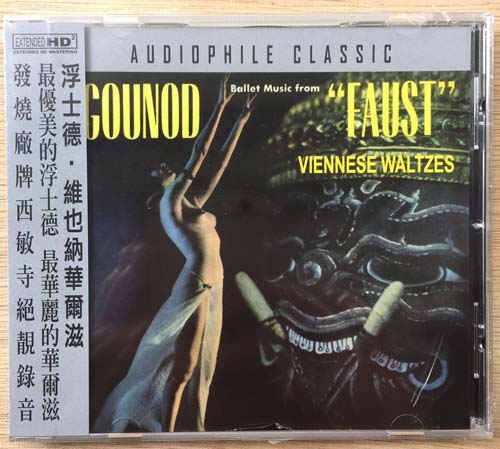 EXTENDED HD²
EXTENDED HD MASTERING
浮士德．維也納華爾滋
最優美的浮士德 最華麗的華爾滋
發燒廠牌西敏寺絕靚錄音
AUDIOPHILE CLASSIC
GOUNOD
Ballet Music from
"FAUST"
VIENNESE WALTZES